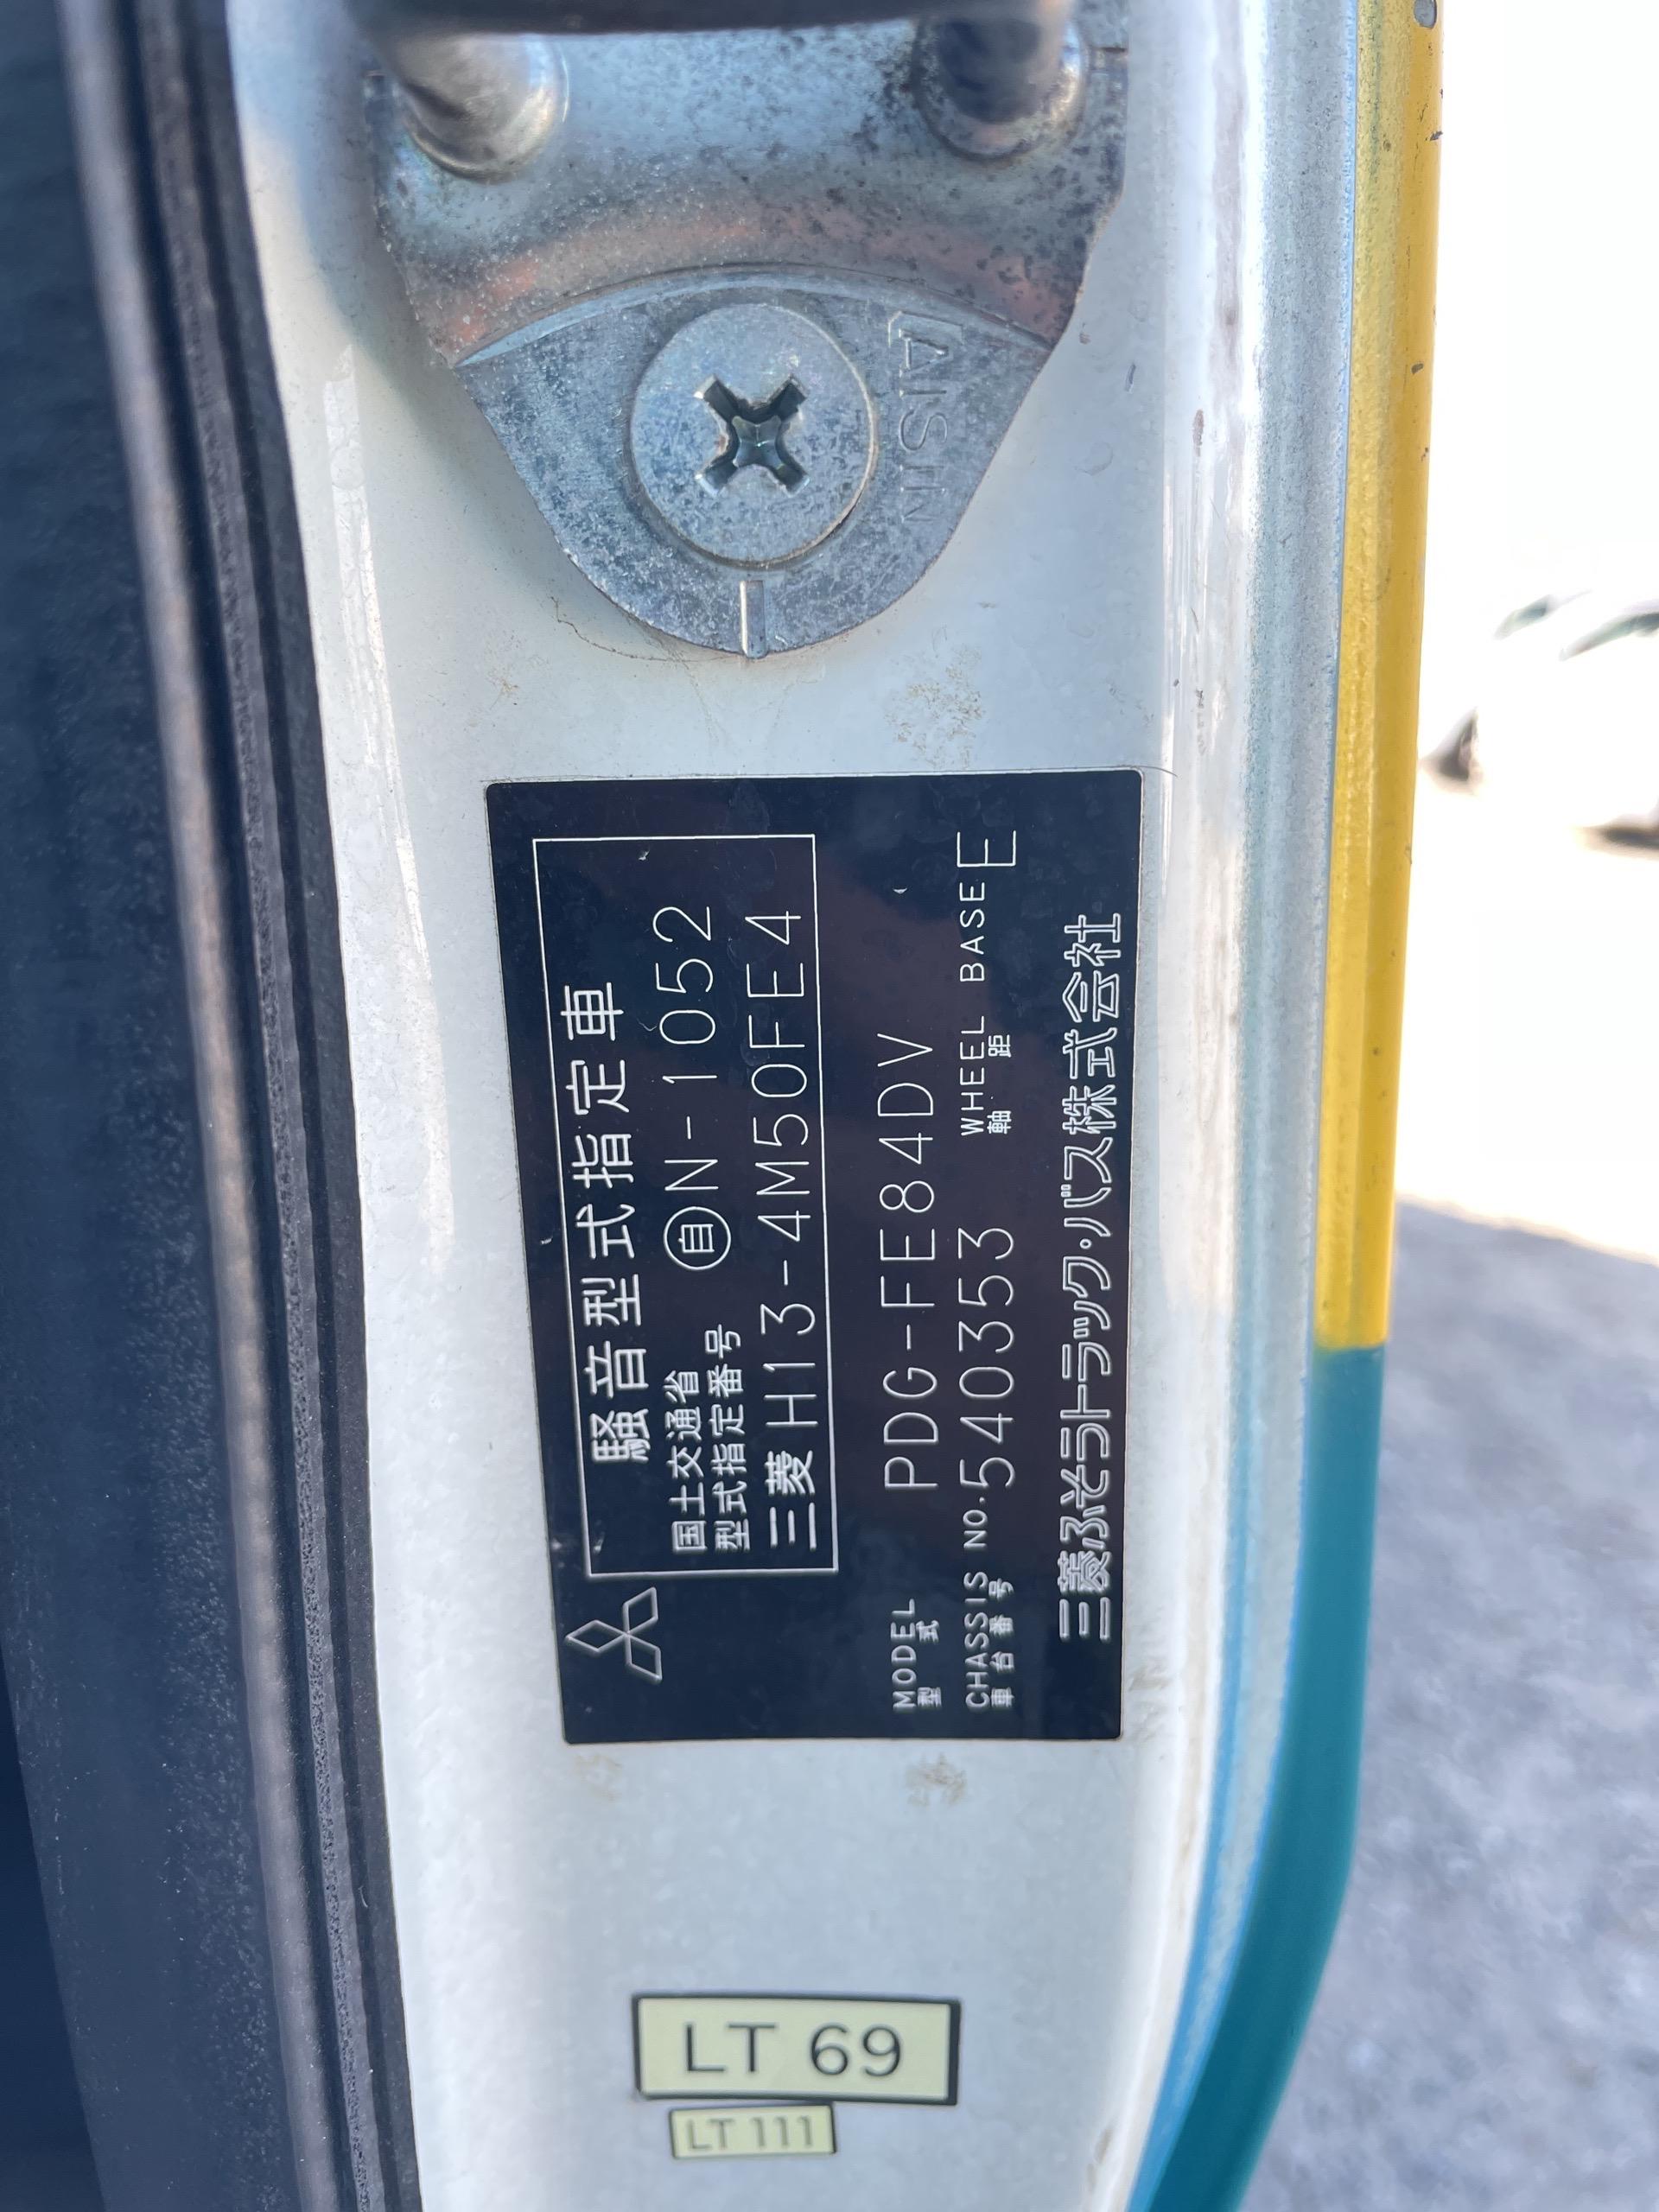 AISIN
騒音型式指定車
国土交通省
型式指定番号 自N-1052
三菱H13-4M50FE4
MODEL PDG-FE84DV
型式
CHASSIS NO.540353 WHEEL BASE E
車台番号 軸距
三菱ふそうトラック・バス株式会社
LT 69
LT 111